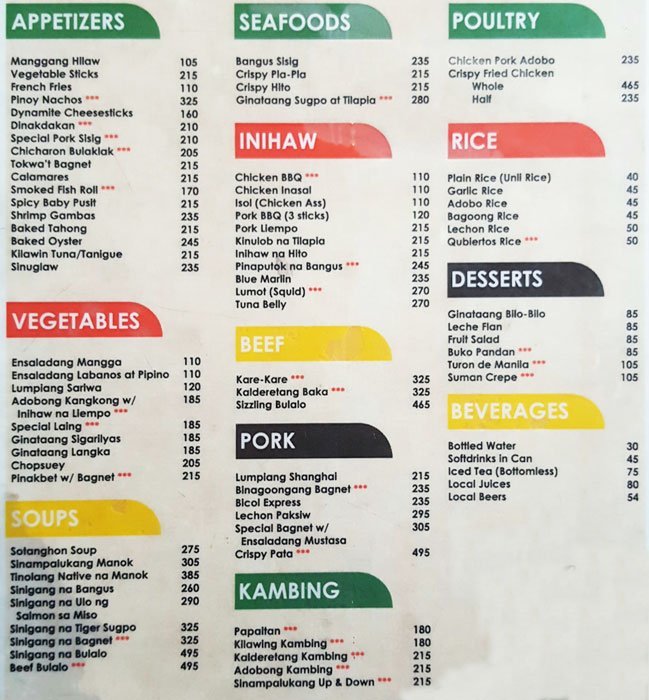 APPETIZERS
Manggang Hilaw 105
Vegetable Sticks 215
French Fries 110
Pinoy Nachos *** 325
Dynamite Cheesesticks 160
Dinakdakan *** 210
Special Pork Sisig *** 210
Chicharon Bulaklak *** 205
Tokwa't Bagnet 215
Calamares 215
Smoked Fish Roll *** 170
Spicy Baby Pusit 215
Shrimp Gambas 235
Baked Tahong 215
Baked Oyster 245
Kilawin Tuna/Tanigue 215
Sinuglaw 235
VEGETABLES
Ensaladang Mangga 110
Ensaladang Labanos at Pipino 110
Lumpiang Sariwa 120
Adobong Kangkong w/ 185
Inihaw na Liempo ***
Special Laing *** 185
Ginataang Sigarilyas 185
Ginataang Langka 185
Chopsuey 205
Pinakbet w/ Bagnet *** 215
SOUPS
Sotanghon Soup 275
Sinampalukang Manok 305
Tinolang Native na Manok 385
Sinigang na Bangus 260
Sinigang na Ulo ng 290
Salmon sa Miso
Sinigang na Tiger Sugpo 325
Sinigang na Bagnet *** 325
Sinigang na Bulalo 495
Beef Bulalo *** 495
SEAFOODS
Bangus Sisig 235
Crispy Pla-Pla 215
Crispy Hito 215
Ginataang Sugpo at Tilapia *** 280
INIHAW
Chicken BBQ *** 110
Chicken Inasal 110
Isol (Chicken Ass) 110
Pork BBQ (3 sticks) 120
Pork Liempo 215
Kinulob na Tilapia 215
Inihaw na Hito 215
Pinaputok na Bangus *** 245
Blue Marlin 235
Lumot (Squid) *** 270
Tuna Belly 270
BEEF
Kare-Kare *** 325
Kalderetang Baka *** 325
Sizzling Bulalo 465
PORK
Lumpiang Shanghai 215
Binagoongang Bagnet *** 235
Bicol Express 235
Lechon Paksiw 295
Special Bagnet w/ 305
Ensaladang Mustasa
Crispy Pata *** 495
KAMBING
Papaitan *** 180
Kilawing Kambing *** 180
Kalderetang Kambing *** 215
Adobong Kambing *** 215
Sinampalukang Up & Down *** 215
POULTRY
Chicken Pork Adobo 235
Crispy Fried Chicken
Whole 465
Half 235
RICE
Plain Rice (Unli Rice) 40
Garlic Rice 45
Adobo Rice 45
Bagoong Rice 45
Lechon Rice 50
Qubiertos Rice *** 50
DESSERTS
Ginataang Bilo-Bilo 85
Leche Flan 85
Fruit Salad 85
Buko Pandan *** 85
Turon de Manila *** 105
Suman Crepe *** 105
BEVERAGES
Bottled Water 30
Softdrinks in Can 45
Iced Tea (Bottomless) 75
Local Juices 80
Local Beers 54